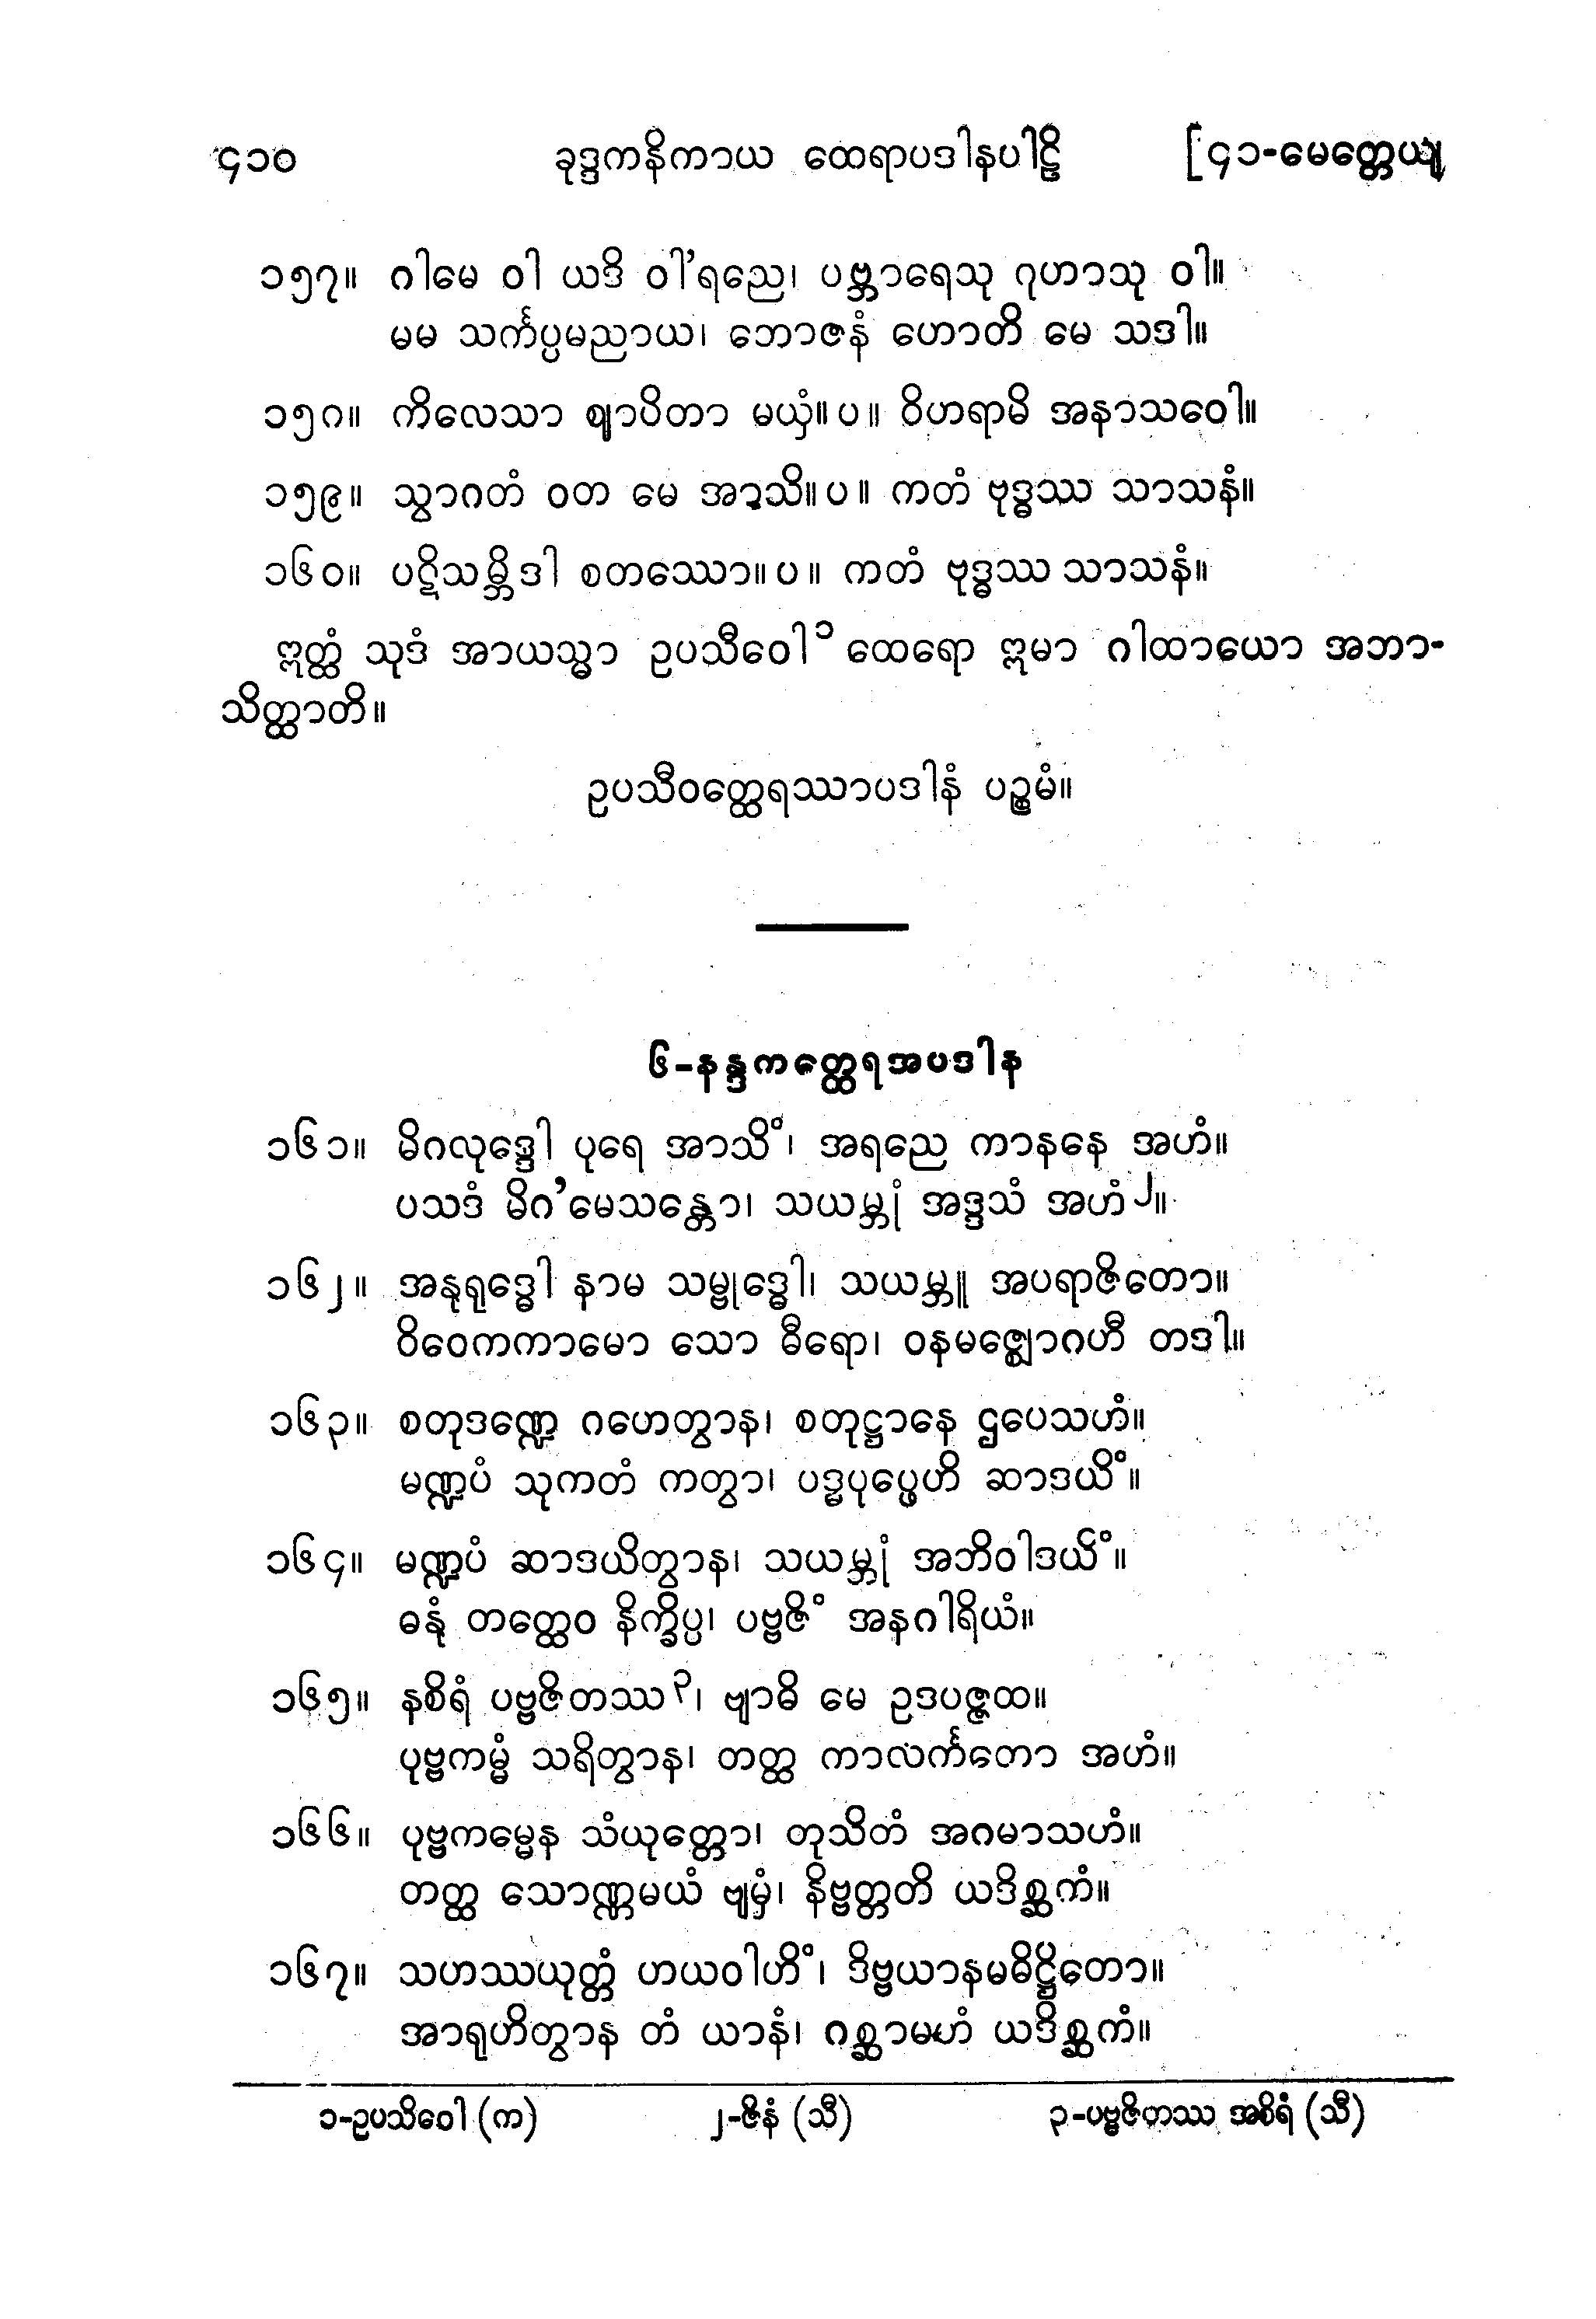 ၄၁၀ ခုဒ္ဒကနိကာယ ထေရာပဒါနပါဠိ [၄၁-မေတ္တေယျ
၁၅၇။ ဂါမေ ဝါ ယဒိ ဝါ'ရညေ၊ ပဗ္ဘာရေသု ဂုဟာသု ဝါ။
မမ သင်္ကပ္ပမညာယ၊ ဘောဇနံ ဟောတိ မေ သဒါ။
၁၅၈။ ကိလေသာ ဈာပိတာ မယှံ။ပ။ ဝိဟရာမိ အနာသဝေါ။
၁၅၉။ သွာဂတံ ဝတ မေ အာသိ။ပ။ ကတံ ဗုဒ္ဓဿ သာသနံ။
၁၆၀။ ပဋိသမ္ဘိဒါ စတဿော။ပ။ ကတံ ဗုဒ္ဓဿ သာသနံ။
ဣတ္ထံ သုဒံ အာယသ္မာ ဥပသီဝေါ ၁ ထေရော ဣမာ ဂါထာယော အဘာ-
သိတ္ထာတိ။
ဥပသီဝတ္ထေရဿာပဒါနံ ပဉ္စမံ။
၆-နန္ဒကတ္ထေရအပဒါန
၁၆၁။ မိဂလုဒ္ဒေါ ပုရေ အာသိံ၊ အရညေ ကာနနေ အဟံ။
ပသဒံ မိဂ'မေသန္တော၊ သယမ္ဘုံ အဒ္ဒသံ အဟံ ၂။
၁၆၂။ အနုရုဒ္ဓေါ နာမ သမ္ဗုဒ္ဓေါ၊ သယမ္ဘူ အပရာဇိတော။
ဝိဝေကကာမော သော ဓီရော၊ ဝနမဇ္ဈောဂဟီ တဒါ။
၁၆၃။ စတုဒဏ္ဍေ ဂဟေတွာန၊ စတုဋ္ဌာနေ ဌပေသဟံ။
မဏ္ဍပံ သုကတံ ကတွာ၊ ပဒ္မပုပ္ဖေဟိ ဆာဒယိံ။
၁၆၄။ မဏ္ဍပံ ဆာဒယိတွာန၊ သယမ္ဘုံ အဘိဝါဒယိံ။
ဓနုံ တတ္ထေဝ နိက္ခိပ္ပ၊ ပဗ္ဗဇိံ အနဂါရိယံ။
၁၆၅။ နစိရံ ပဗ္ဗဇိတဿ ၃၊ ဗျာဓိ မေ ဥဒပဇ္ဇထ။
ပုဗ္ဗကမ္မံ သရိတွာန၊ တတ္ထ ကာလင်္ကတော အဟံ။
၁၆၆။ ပုဗ္ဗကမ္မေန သံယုတ္တော၊ တုသိတံ အဂမာသဟံ။
တတ္ထ သောဏ္ဏမယံ ဗျမှံ၊ နိဗ္ဗတ္တတိ ယဒိစ္ဆကံ။
၁၆၇။ သဟဿယုတ္တံ ဟယဝါဟိံ၊ ဒိဗ္ဗယာနမဓိဋ္ဌိတော။
အာရုဟိတွာန တံ ယာနံ၊ ဂစ္ဆာမဟံ ယဒိစ္ဆကံ။
၁-ဥပသိဝေါ (က) ၂-ဇိနံ (သီ) ၃-ပဗ္ဗဇိတဿ အစိရံ (သီ)